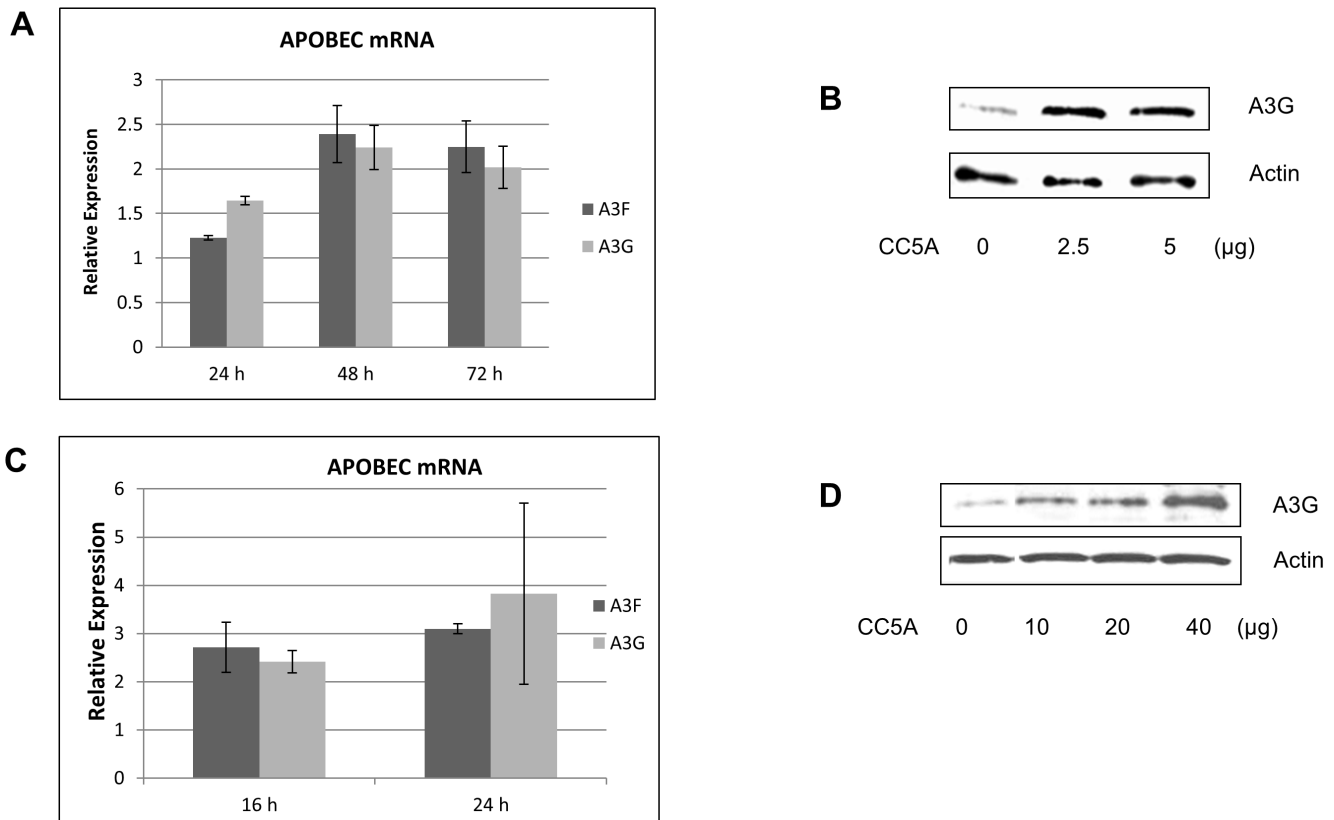 A
APOBEC mRNA
Relative Expression
3
2.5
2
1.5
1
0.5
0
24 h
48 h
72 h
A3F
A3G
B
A3G
Actin
CC5A 0 2.5 5 (µg)
C
APOBEC mRNA
Relative Expression
6
5
4
3
2
1
0
16 h
24 h
A3F
A3G
D
A3G
Actin
CC5A 0 10 20 40 (µg)